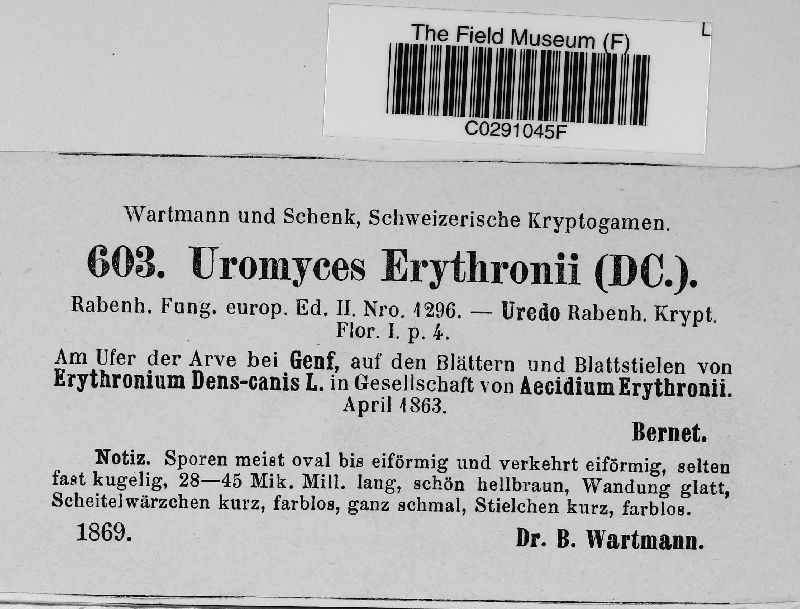 L
The Field Museum (F)
C0291045F
Wartmann und Schenk, Schweizerische Kryptogamen.
603. Uromyces Erythronii (DC.).
Rabenh. Fung. europ. Ed. II. Nro. 1296. — Uredo Rabenh. Krypt.
Flor. I. p. 4.
Am Ufer der Arve bei Genf, auf den Blättern und Blattstielen von
Erythronium Dens-canis L. in Gesellschaft von Aecidium Erythronii.
April 1863.
Bernet.
Notiz. Sporen meist oval bis eiförmig und verkehrt eiförmig, selten
fast kugelig, 28—45 Mik. Mill. lang, schön hellbraun, Wandung glatt,
Scheitelwärzchen kurz, farblos, ganz schmal, Stielchen kurz, farblos.
1869. Dr. B. Wartmann.